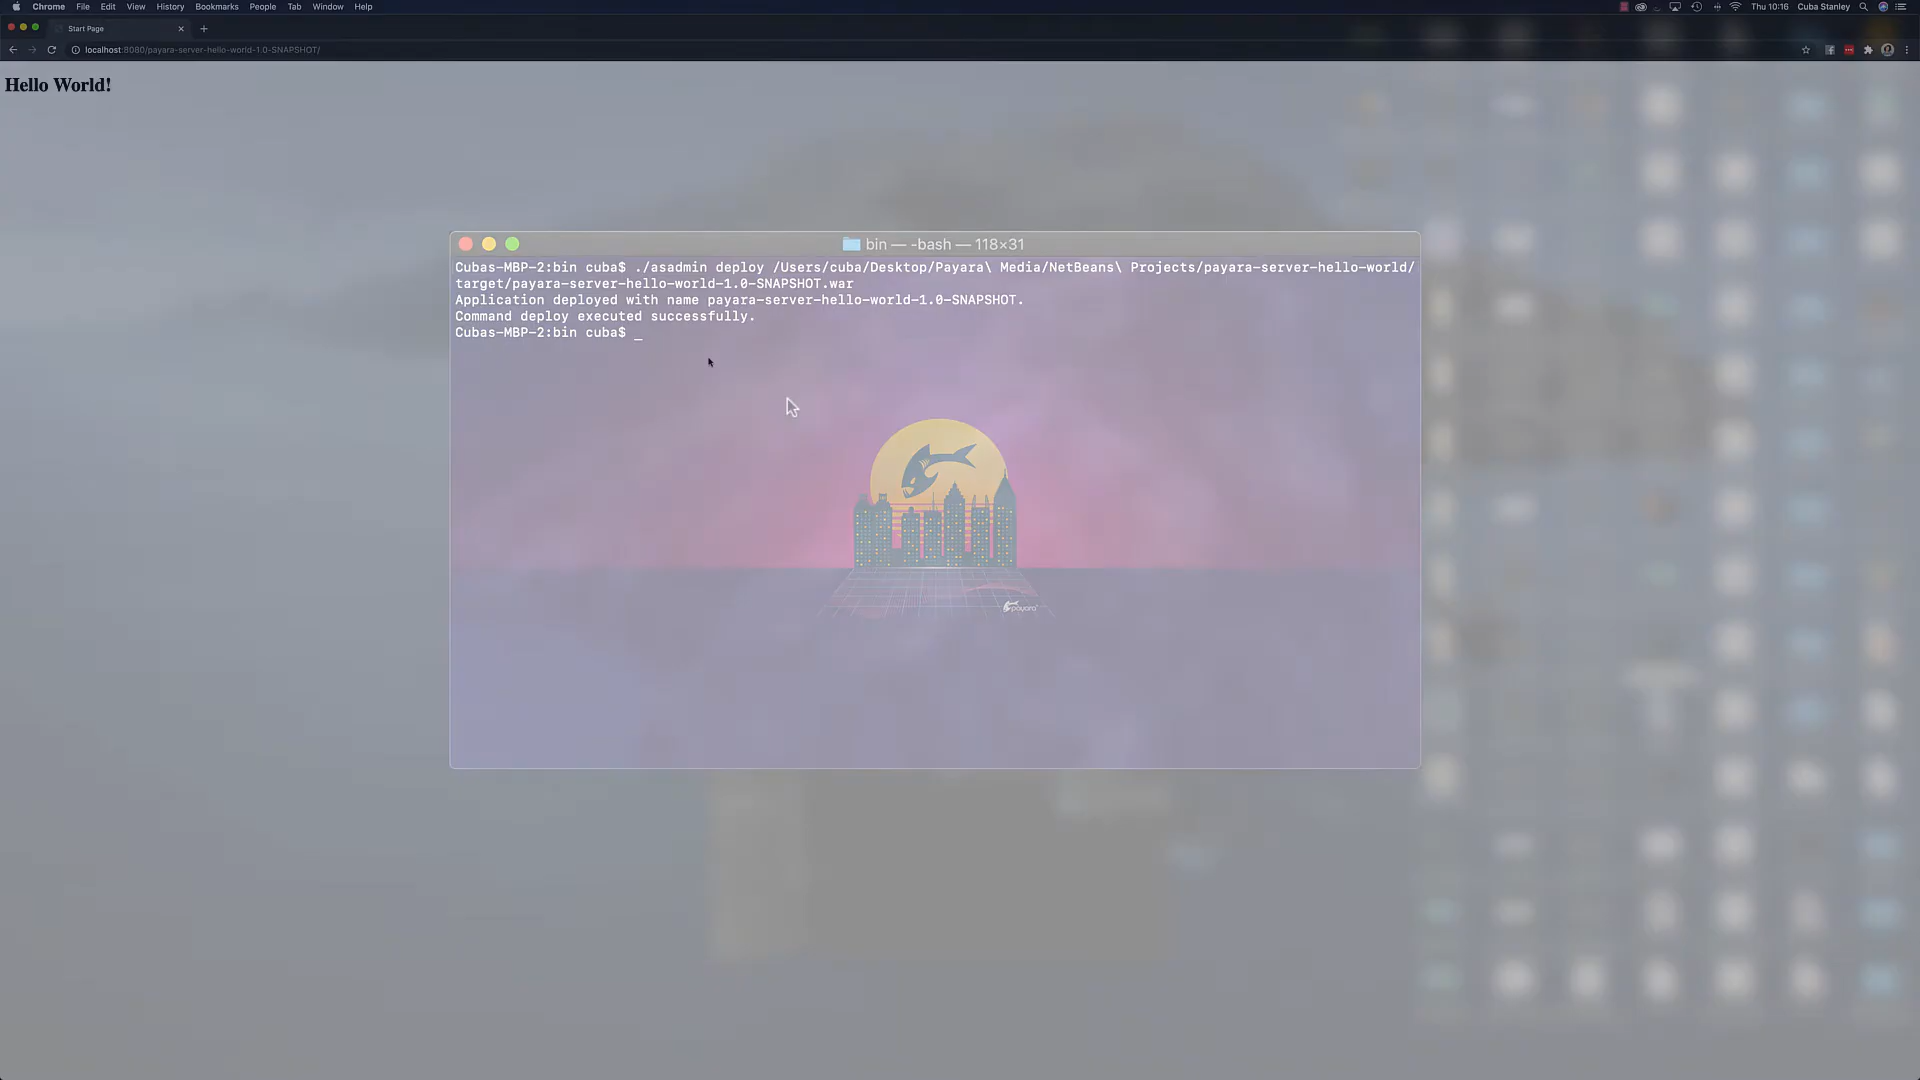 Chrome File Edit View History Bookmarks People Tab Window Help Thu 10:16 Cuba Stanley
Start Page
localhost:8080/payara-server-hello-world-1.0-SNAPSHOT/
Hello World!
bin — -bash — 118×31
Cubas-MBP-2:bin cuba$ ./asadmin deploy /Users/cuba/Desktop/Payara\ Media/NetBeans\ Projects/payara-server-hello-world/
target/payara-server-hello-world-1.0-SNAPSHOT.war
Application deployed with name payara-server-hello-world-1.0-SNAPSHOT.
Command deploy executed successfully.
Cubas-MBP-2:bin cuba$ _
payara